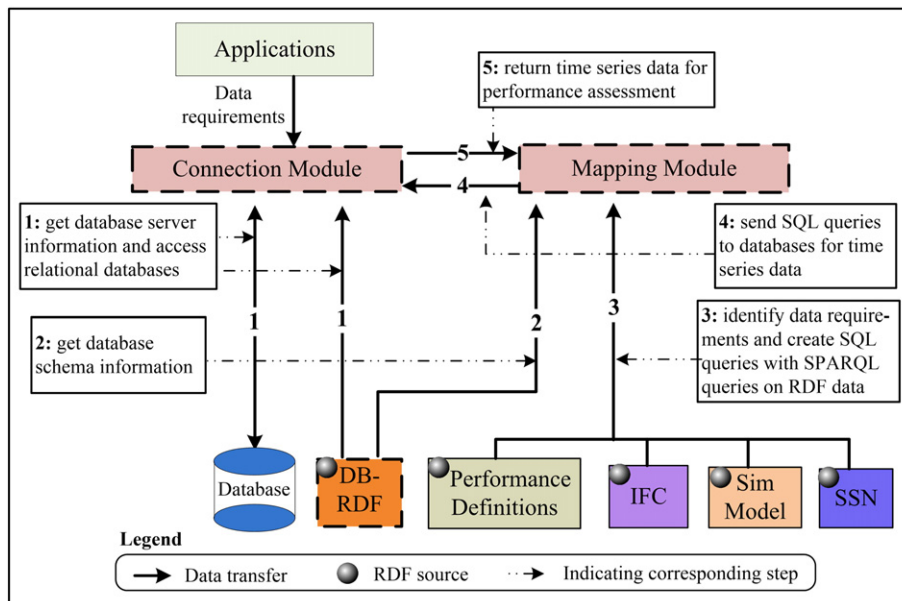 Applications
Data
requirements
5: return time series data for
performance assessment
Connection Module
5
4
Mapping Module
1: get database server
information and access
relational databases
4: send SQL queries
to databases for time
series data
1
1
2
3
2: get database
schema information
3: identify data require-
ments and create SQL
queries with SPARQL
queries on RDF data
Database
DB-
RDF
Performance
Definitions
IFC
Sim
Model
SSN
Legend
Data transfer
RDF source
Indicating corresponding step